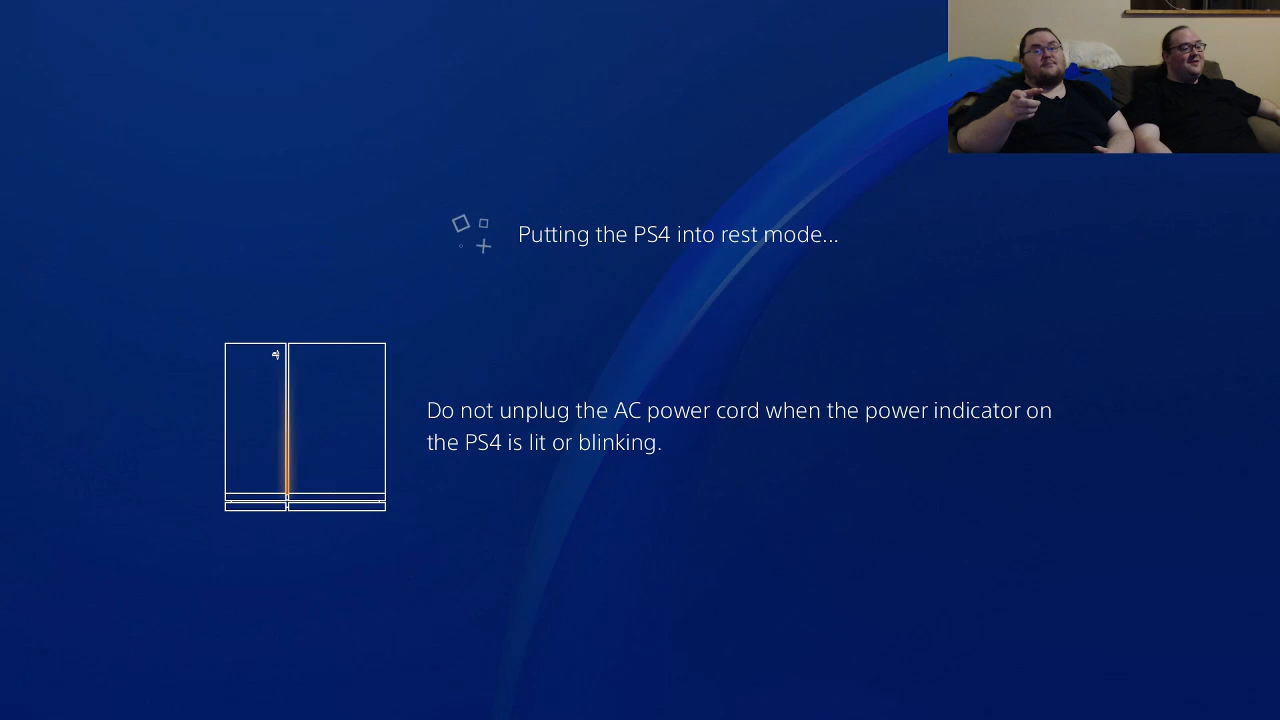 Putting the PS4 into rest mode...
Do not unplug the AC power cord when the power indicator on
the PS4 is lit or blinking.